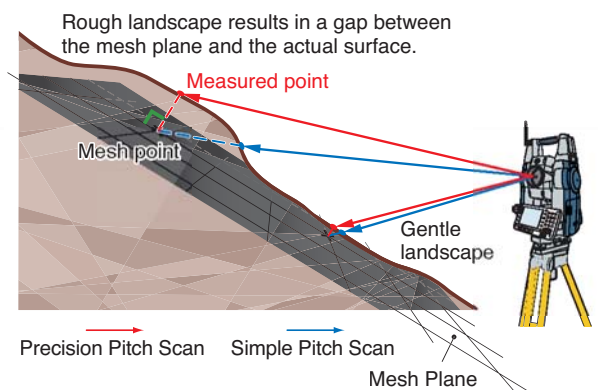 Rough landscape results in a gap between
the mesh plane and the actual surface.
Measured point
Mesh point
Gentle
landscape
Precision Pitch Scan
Simple Pitch Scan
Mesh Plane